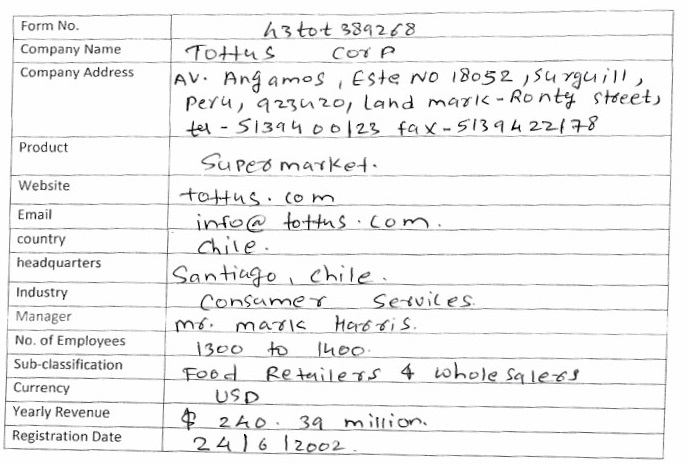 Form No. h3tot 389268
Company Name Tottus Corp
Company Address AV. Angamos, Este NO 18052, Surguill,
Peru, 923420, Land mark - Ronty street,
tel - 5139400123 fax - 5139422178
Product Supermarket.
Website tottus.com
Email info@tottus.com.
country Chile.
headquarters Santiago, Chile.
Industry Consumer Services
Manager Mr. Mark Harris.
No. of Employees 1300 to 1400.
Sub-classification Food Retailers & Wholesalers
Currency USD
Yearly Revenue $ 240.39 million.
Registration Date 24/6/2002.